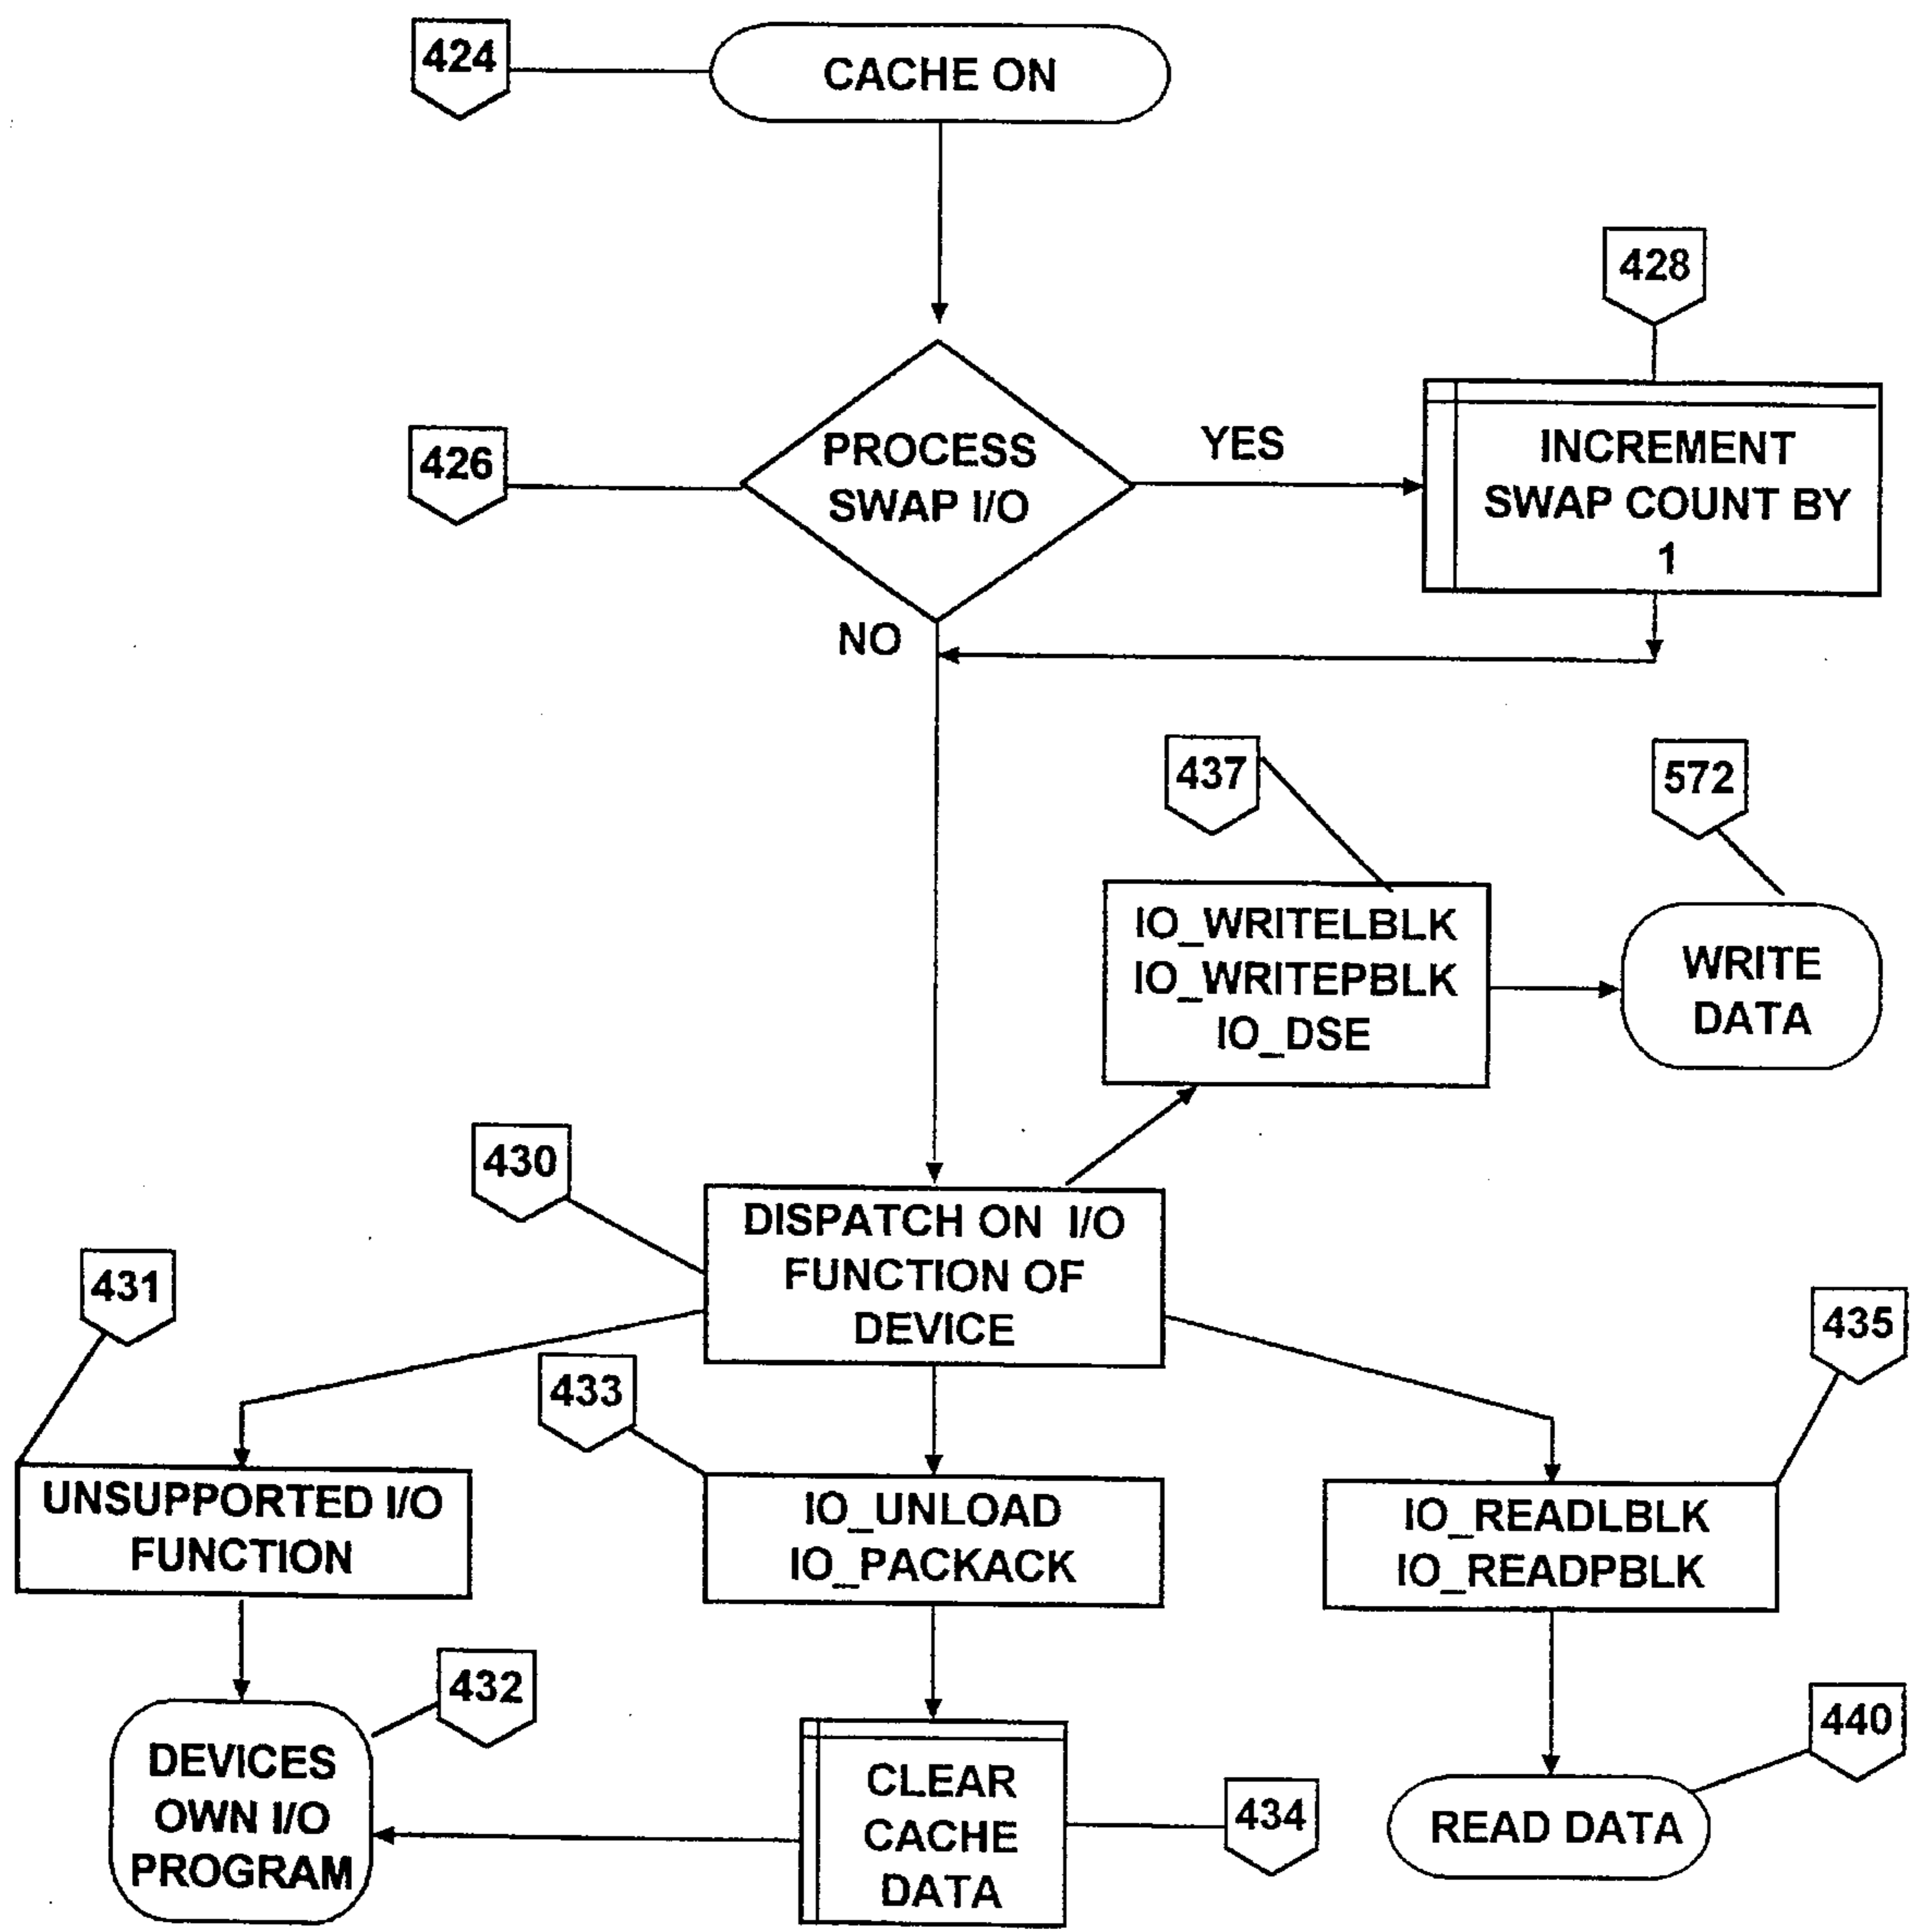 424
CACHE ON
428
426
PROCESS
SWAP I/O
YES
INCREMENT
SWAP COUNT BY
1
NO
437
572
IO_WRITELBLK
IO_WRITEPBLK
IO_DSE
WRITE
DATA
430
DISPATCH ON I/O
FUNCTION OF
DEVICE
431
433
435
UNSUPPORTED I/O
FUNCTION
IO_UNLOAD
IO_PACKACK
IO_READLBLK
IO_READPBLK
432
DEVICES
OWN I/O
PROGRAM
CLEAR
CACHE
DATA
434
440
READ DATA